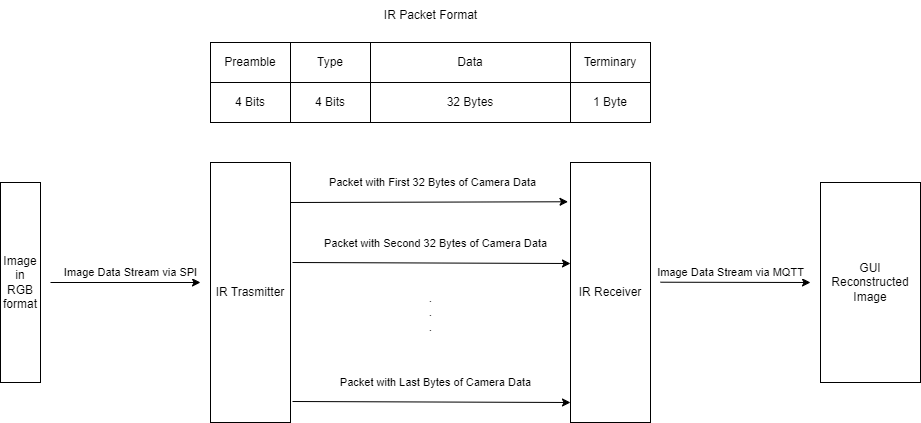 IR Packet Format
Preamble Type Data Terminary
4 Bits 4 Bits 32 Bytes 1 Byte
Image
in
RGB
format
Image Data Stream via SPI
IR Trasmitter
Packet with First 32 Bytes of Camera Data
Packet with Second 32 Bytes of Camera Data
.
.
.
Packet with Last Bytes of Camera Data
IR Receiver
Image Data Stream via MQTT
GUI
Reconstructed
Image